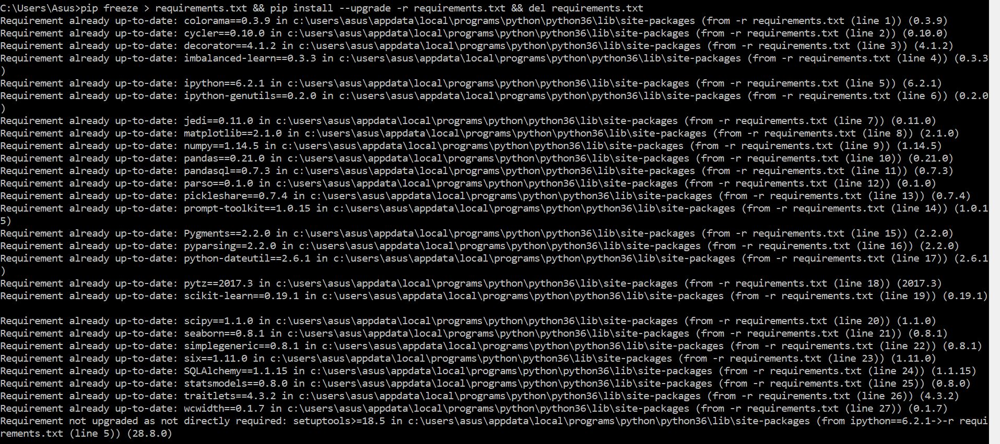 C:\Users\Asus>pip freeze > requirements.txt && pip install --upgrade -r requirements.txt && del requirements.txt
Requirement already up-to-date: colorama==0.3.9 in c:\users\asus\appdata\local\programs\python\python36\lib\site-packages (from -r requirements.txt (line 1)) (0.3.9)
Requirement already up-to-date: cycler==0.10.0 in c:\users\asus\appdata\local\programs\python\python36\lib\site-packages (from -r requirements.txt (line 2)) (0.10.0)
Requirement already up-to-date: decorator==4.1.2 in c:\users\asus\appdata\local\programs\python\python36\lib\site-packages (from -r requirements.txt (line 3)) (4.1.2)
Requirement already up-to-date: imbalanced-learn==0.3.3 in c:\users\asus\appdata\local\programs\python\python36\lib\site-packages (from -r requirements.txt (line 4)) (0.3.3
)
Requirement already up-to-date: ipython==6.2.1 in c:\users\asus\appdata\local\programs\python\python36\lib\site-packages (from -r requirements.txt (line 5)) (6.2.1)
Requirement already up-to-date: ipython-genutils==0.2.0 in c:\users\asus\appdata\local\programs\python\python36\lib\site-packages (from -r requirements.txt (line 6)) (0.2.0
)
Requirement already up-to-date: jedi==0.11.0 in c:\users\asus\appdata\local\programs\python\python36\lib\site-packages (from -r requirements.txt (line 7)) (0.11.0)
Requirement already up-to-date: matplotlib==2.1.0 in c:\users\asus\appdata\local\programs\python\python36\lib\site-packages (from -r requirements.txt (line 8)) (2.1.0)
Requirement already up-to-date: numpy==1.14.5 in c:\users\asus\appdata\local\programs\python\python36\lib\site-packages (from -r requirements.txt (line 9)) (1.14.5)
Requirement already up-to-date: pandas==0.21.0 in c:\users\asus\appdata\local\programs\python\python36\lib\site-packages (from -r requirements.txt (line 10)) (0.21.0)
Requirement already up-to-date: pandasql==0.7.3 in c:\users\asus\appdata\local\programs\python\python36\lib\site-packages (from -r requirements.txt (line 11)) (0.7.3)
Requirement already up-to-date: parso==0.1.0 in c:\users\asus\appdata\local\programs\python\python36\lib\site-packages (from -r requirements.txt (line 12)) (0.1.0)
Requirement already up-to-date: pickleshare==0.7.4 in c:\users\asus\appdata\local\programs\python\python36\lib\site-packages (from -r requirements.txt (line 13)) (0.7.4)
Requirement already up-to-date: prompt-toolkit==1.0.15 in c:\users\asus\appdata\local\programs\python\python36\lib\site-packages (from -r requirements.txt (line 14)) (1.0.1
5)
Requirement already up-to-date: Pygments==2.2.0 in c:\users\asus\appdata\local\programs\python\python36\lib\site-packages (from -r requirements.txt (line 15)) (2.2.0)
Requirement already up-to-date: pyparsing==2.2.0 in c:\users\asus\appdata\local\programs\python\python36\lib\site-packages (from -r requirements.txt (line 16)) (2.2.0)
Requirement already up-to-date: python-dateutil==2.6.1 in c:\users\asus\appdata\local\programs\python\python36\lib\site-packages (from -r requirements.txt (line 17)) (2.6.1
)
Requirement already up-to-date: pytz==2017.3 in c:\users\asus\appdata\local\programs\python\python36\lib\site-packages (from -r requirements.txt (line 18)) (2017.3)
Requirement already up-to-date: scikit-learn==0.19.1 in c:\users\asus\appdata\local\programs\python\python36\lib\site-packages (from -r requirements.txt (line 19)) (0.19.1)
Requirement already up-to-date: scipy==1.1.0 in c:\users\asus\appdata\local\programs\python\python36\lib\site-packages (from -r requirements.txt (line 20)) (1.1.0)
Requirement already up-to-date: seaborn==0.8.1 in c:\users\asus\appdata\local\programs\python\python36\lib\site-packages (from -r requirements.txt (line 21)) (0.8.1)
Requirement already up-to-date: simplegeneric==0.8.1 in c:\users\asus\appdata\local\programs\python\python36\lib\site-packages (from -r requirements.txt (line 22)) (0.8.1)
Requirement already up-to-date: six==1.11.0 in c:\users\asus\appdata\local\programs\python\python36\lib\site-packages (from -r requirements.txt (line 23)) (1.11.0)
Requirement already up-to-date: SQLAlchemy==1.1.15 in c:\users\asus\appdata\local\programs\python\python36\lib\site-packages (from -r requirements.txt (line 24)) (1.1.15)
Requirement already up-to-date: statsmodels==0.8.0 in c:\users\asus\appdata\local\programs\python\python36\lib\site-packages (from -r requirements.txt (line 25)) (0.8.0)
Requirement already up-to-date: traitlets==4.3.2 in c:\users\asus\appdata\local\programs\python\python36\lib\site-packages (from -r requirements.txt (line 26)) (4.3.2)
Requirement already up-to-date: wcwidth==0.1.7 in c:\users\asus\appdata\local\programs\python\python36\lib\site-packages (from -r requirements.txt (line 27)) (0.1.7)
Requirement not upgraded as not directly required: setuptools>=18.5 in c:\users\asus\appdata\local\programs\python\python36\lib\site-packages (from ipython==6.2.1->-r requi
rements.txt (line 5)) (28.8.0)